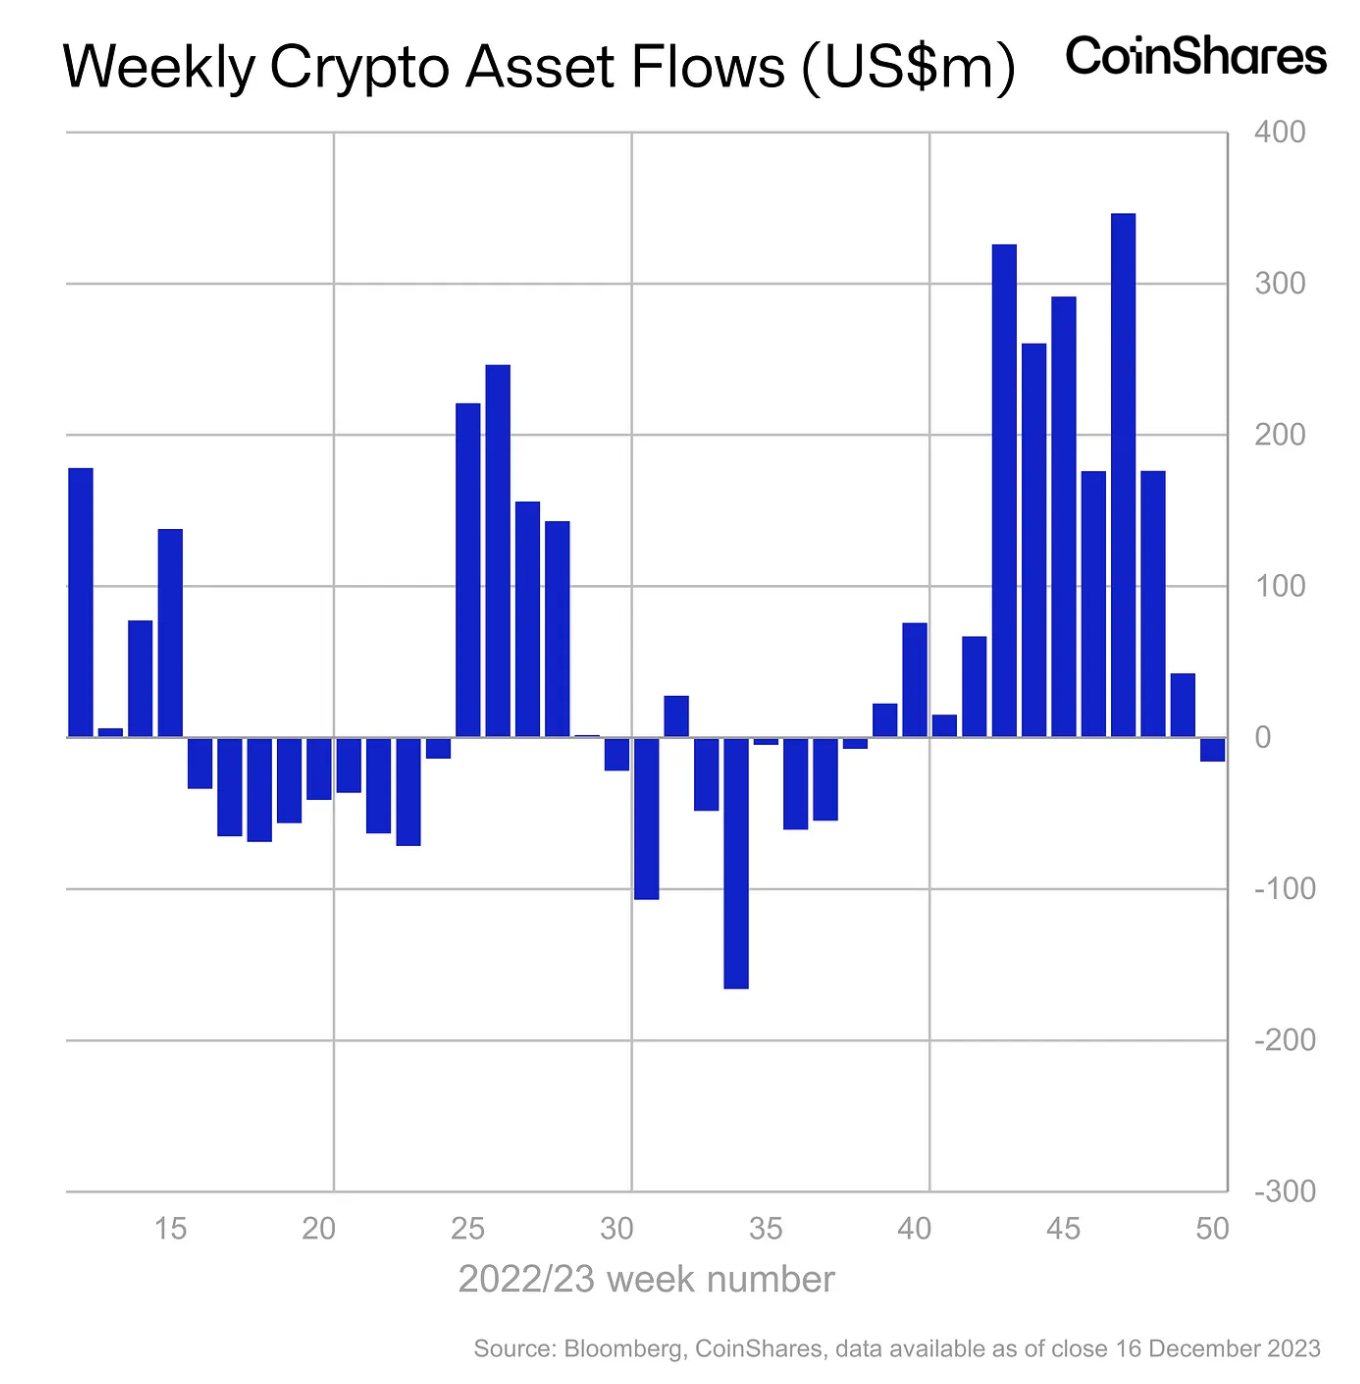 Weekly Crypto Asset Flows (US$m)
CoinShares
400
300
200
100
0
-100
-200
-300
15 20 25 30 35 40 45 50
2022/23 week number
Source: Bloomberg, CoinShares, data available as of close 16 December 2023